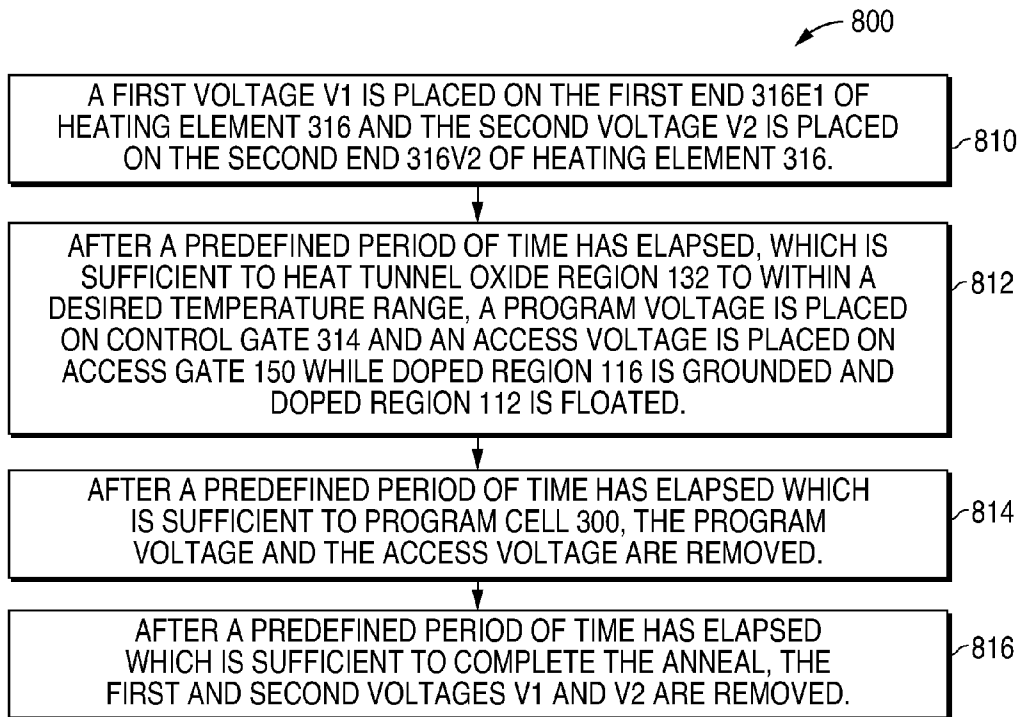 800
A FIRST VOLTAGE V1 IS PLACED ON THE FIRST END 316E1 OF
HEATING ELEMENT 316 AND THE SECOND VOLTAGE V2 IS PLACED
ON THE SECOND END 316V2 OF HEATING ELEMENT 316.
810
AFTER A PREDEFINED PERIOD OF TIME HAS ELAPSED, WHICH IS
SUFFICIENT TO HEAT TUNNEL OXIDE REGION 132 TO WITHIN A
DESIRED TEMPERATURE RANGE, A PROGRAM VOLTAGE IS PLACED
ON CONTROL GATE 314 AND AN ACCESS VOLTAGE IS PLACED ON
ACCESS GATE 150 WHILE DOPED REGION 116 IS GROUNDED AND
DOPED REGION 112 IS FLOATED.
812
AFTER A PREDEFINED PERIOD OF TIME HAS ELAPSED WHICH
IS SUFFICIENT TO PROGRAM CELL 300, THE PROGRAM
VOLTAGE AND THE ACCESS VOLTAGE ARE REMOVED.
814
AFTER A PREDEFINED PERIOD OF TIME HAS ELAPSED
WHICH IS SUFFICIENT TO COMPLETE THE ANNEAL, THE
FIRST AND SECOND VOLTAGES V1 AND V2 ARE REMOVED.
816